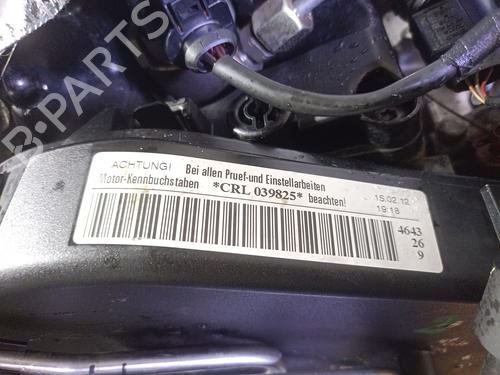 B-PARTS
ACHTUNG! Bei allen Pruef-und Einstellarbeiten
Motor-Kennbuchstaben *CRL 039825* beachten!
15.02.12
19:18
4643
26
9